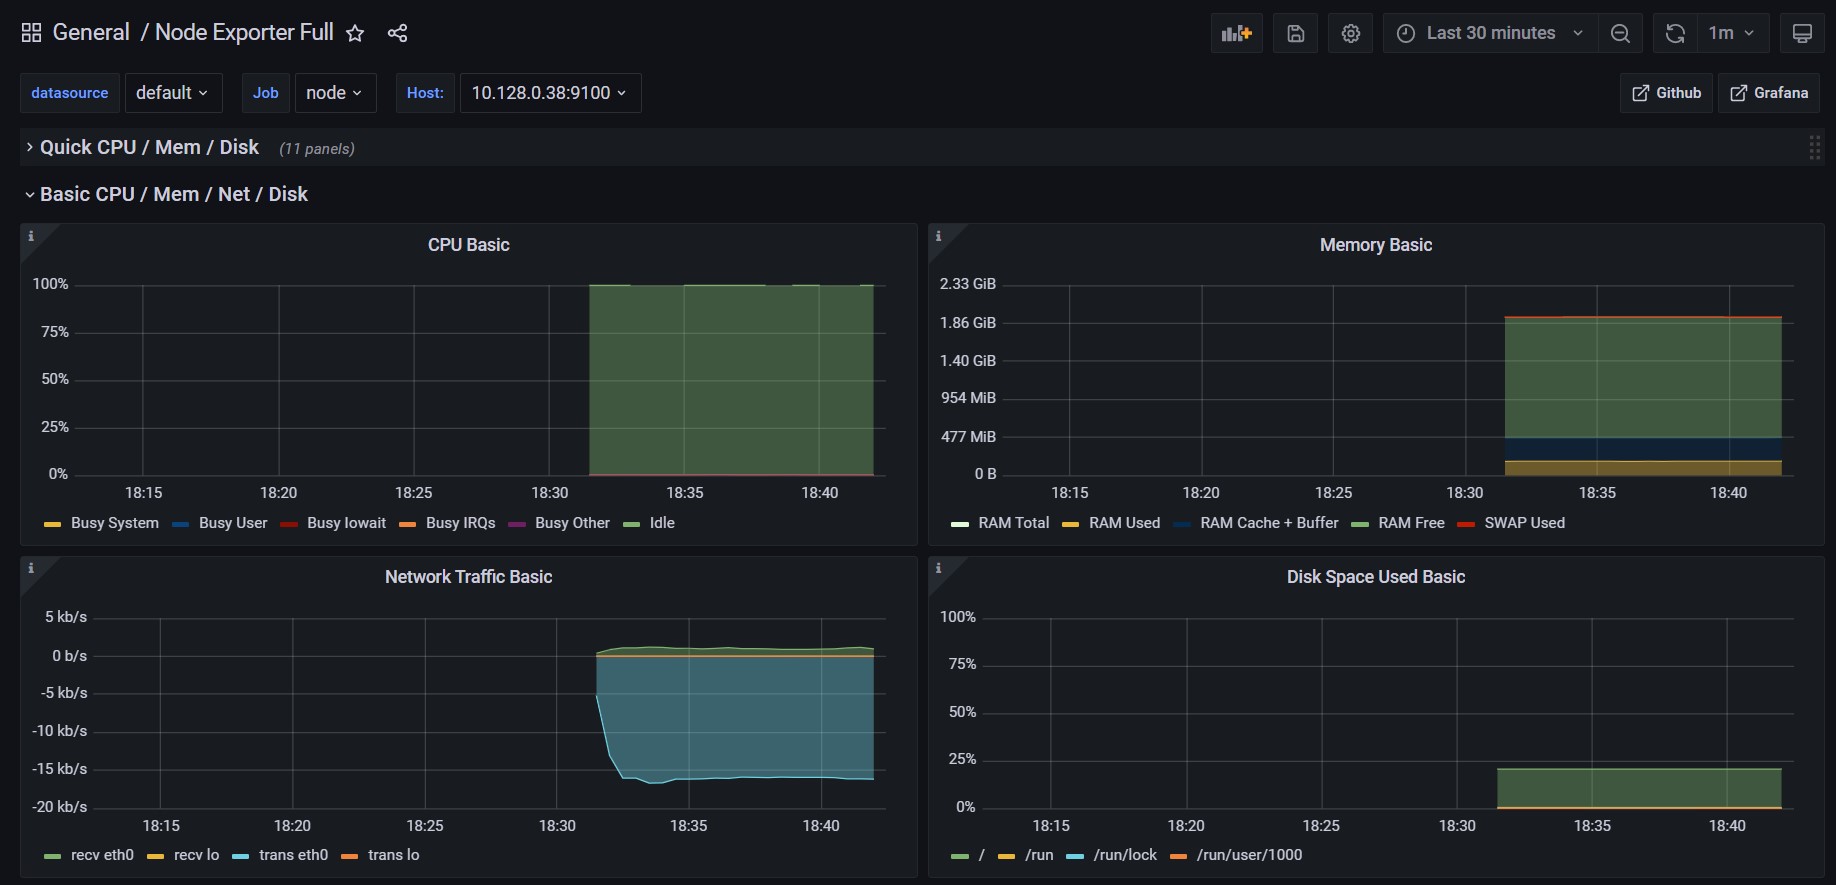 General / Node Exporter Full
Last 30 minutes
1m
datasource default Job node Host: 10.128.0.38:9100
Github Grafana
Quick CPU / Mem / Disk (11 panels)
Basic CPU / Mem / Net / Disk
CPU Basic
100%
75%
50%
25%
0%
18:15 18:20 18:25 18:30 18:35 18:40
Busy System Busy User Busy Iowait Busy IRQs Busy Other Idle
Memory Basic
2.33 GiB
1.86 GiB
1.40 GiB
954 MiB
477 MiB
0 B
18:15 18:20 18:25 18:30 18:35 18:40
RAM Total RAM Used RAM Cache + Buffer RAM Free SWAP Used
Network Traffic Basic
5 kb/s
0 b/s
-5 kb/s
-10 kb/s
-15 kb/s
-20 kb/s
18:15 18:20 18:25 18:30 18:35 18:40
recv eth0 recv lo trans eth0 trans lo
Disk Space Used Basic
100%
75%
50%
25%
0%
18:15 18:20 18:25 18:30 18:35 18:40
/ /run /run/lock /run/user/1000